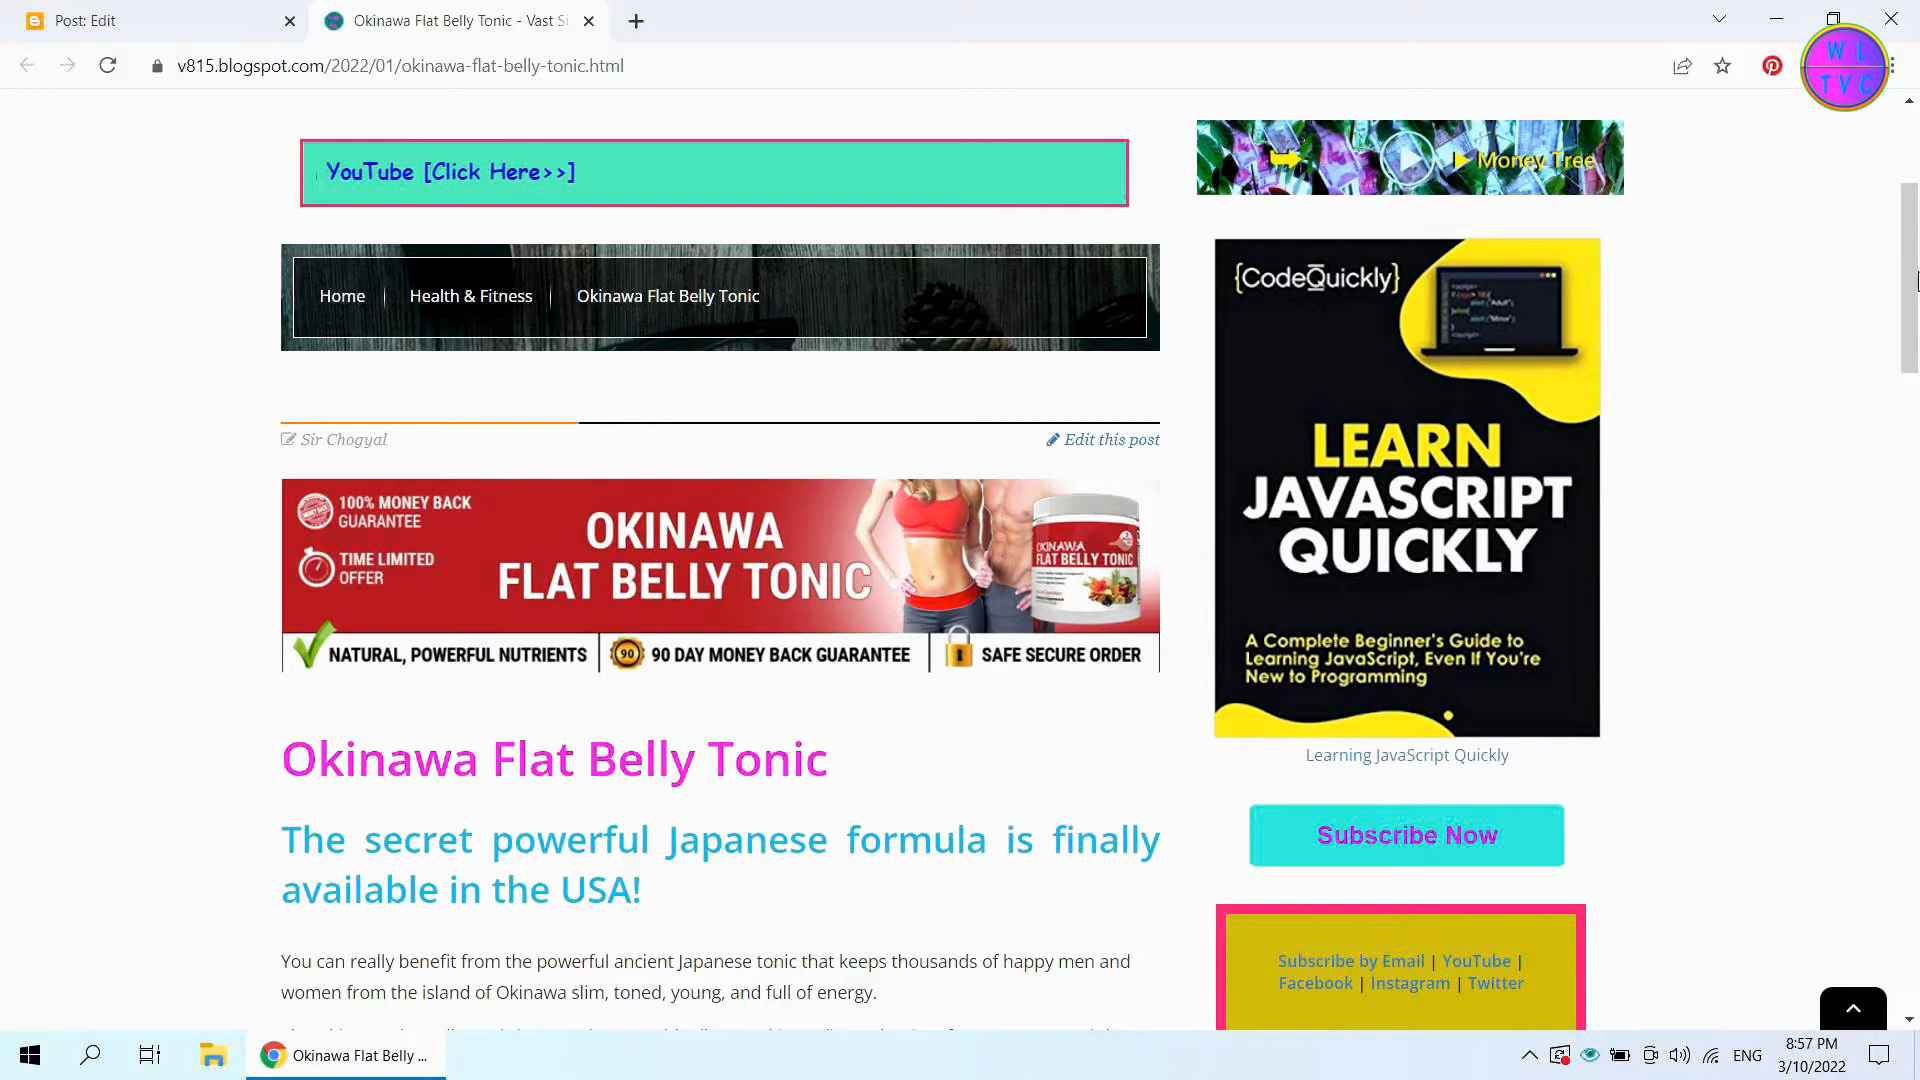 Post: Edit
Okinawa Flat Belly Tonic - Vast Si
v815.blogspot.com/2022/01/okinawa-flat-belly-tonic.html
W L
T V C
YouTube [Click Here>>]
Money Tree
Home
Health & Fitness
Okinawa Flat Belly Tonic
Sir Chogyal
Edit this post
100% MONEY BACK
GUARANTEE
TIME LIMITED
OFFER
OKINAWA
FLAT BELLY TONIC
OKINAWA
FLAT BELLY TONIC
NATURAL, POWERFUL NUTRIENTS
90
90 DAY MONEY BACK GUARANTEE
SAFE SECURE ORDER
Okinawa Flat Belly Tonic
The secret powerful Japanese formula is finally
available in the USA!
You can really benefit from the powerful ancient Japanese tonic that keeps thousands of happy men and
women from the island of Okinawa slim, toned, young, and full of energy.
{CodeQuickly}
LEARN
JAVASCRIPT
QUICKLY
A Complete Beginner's Guide to
Learning JavaScript, Even If You're
New to Programming
Learning JavaScript Quickly
Subscribe Now
Subscribe by Email | YouTube |
Facebook | Instagram | Twitter
Okinawa Flat Belly ...
ENG
8:57 PM
3/10/2022